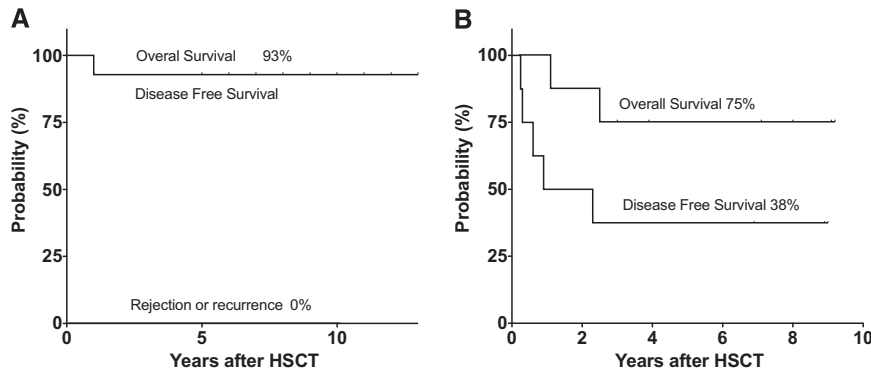 A
100
75
50
25
0
Probability (%)
Overal Survival 93%
Disease Free Survival
Rejection or recurrence 0%
0 5 10
Years after HSCT
B
100
75
50
25
0
Probability (%)
Overall Survival 75%
Disease Free Survival 38%
0 2 4 6 8 10
Years after HSCT